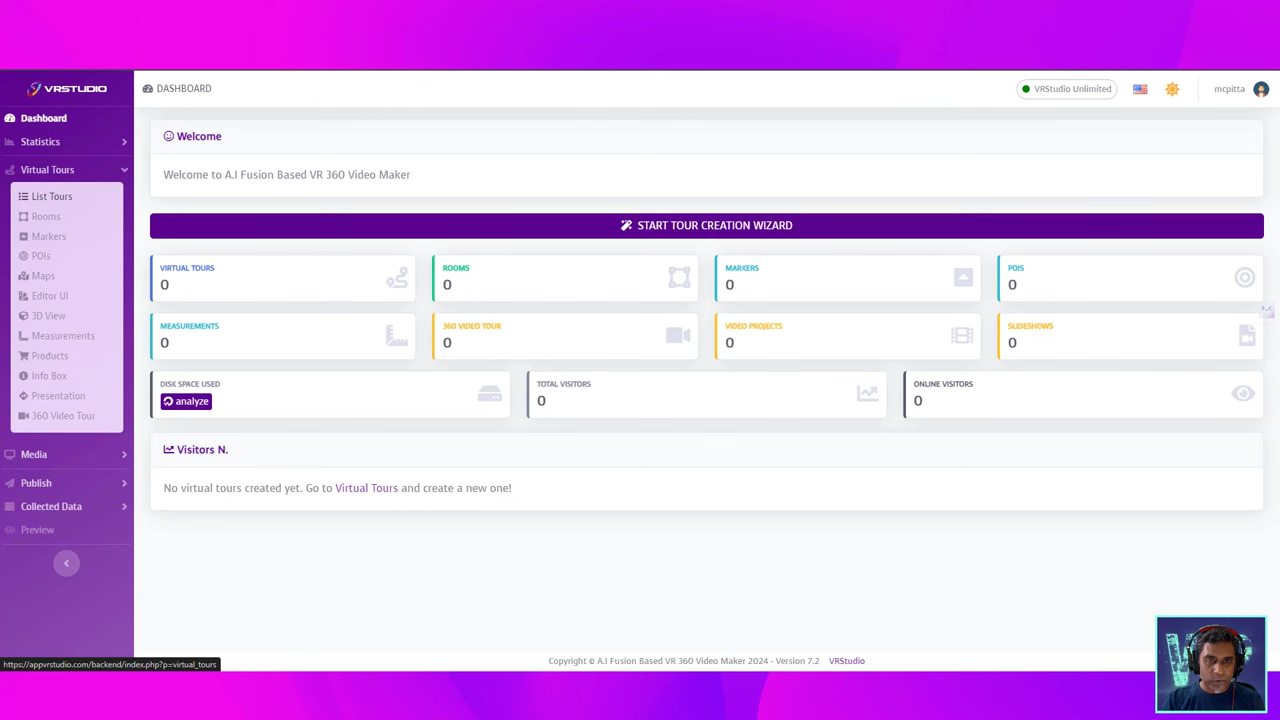 VRSTUDIO
DASHBOARD
VRStudio Unlimited
mcpitta
Dashboard
Statistics
Virtual Tours
List Tours
Rooms
Markers
POIs
Maps
Editor UI
3D View
Measurements
Products
Info Box
Presentation
360 Video Tour
Media
Publish
Collected Data
Preview
Welcome
Welcome to A.I Fusion Based VR 360 Video Maker
START TOUR CREATION WIZARD
VIRTUAL TOURS
0
ROOMS
0
MARKERS
0
POIS
0
MEASUREMENTS
0
360 VIDEO TOUR
0
VIDEO PROJECTS
0
SLIDESHOWS
0
DISK SPACE USED
analyze
TOTAL VISITORS
0
ONLINE VISITORS
0
Visitors N.
No virtual tours created yet. Go to Virtual Tours and create a new one!
https://appvrstudio.com/backend/index.php?p=virtual_tours
Copyright © A.I Fusion Based VR 360 Video Maker 2024 - Version 7.2 VRStudio